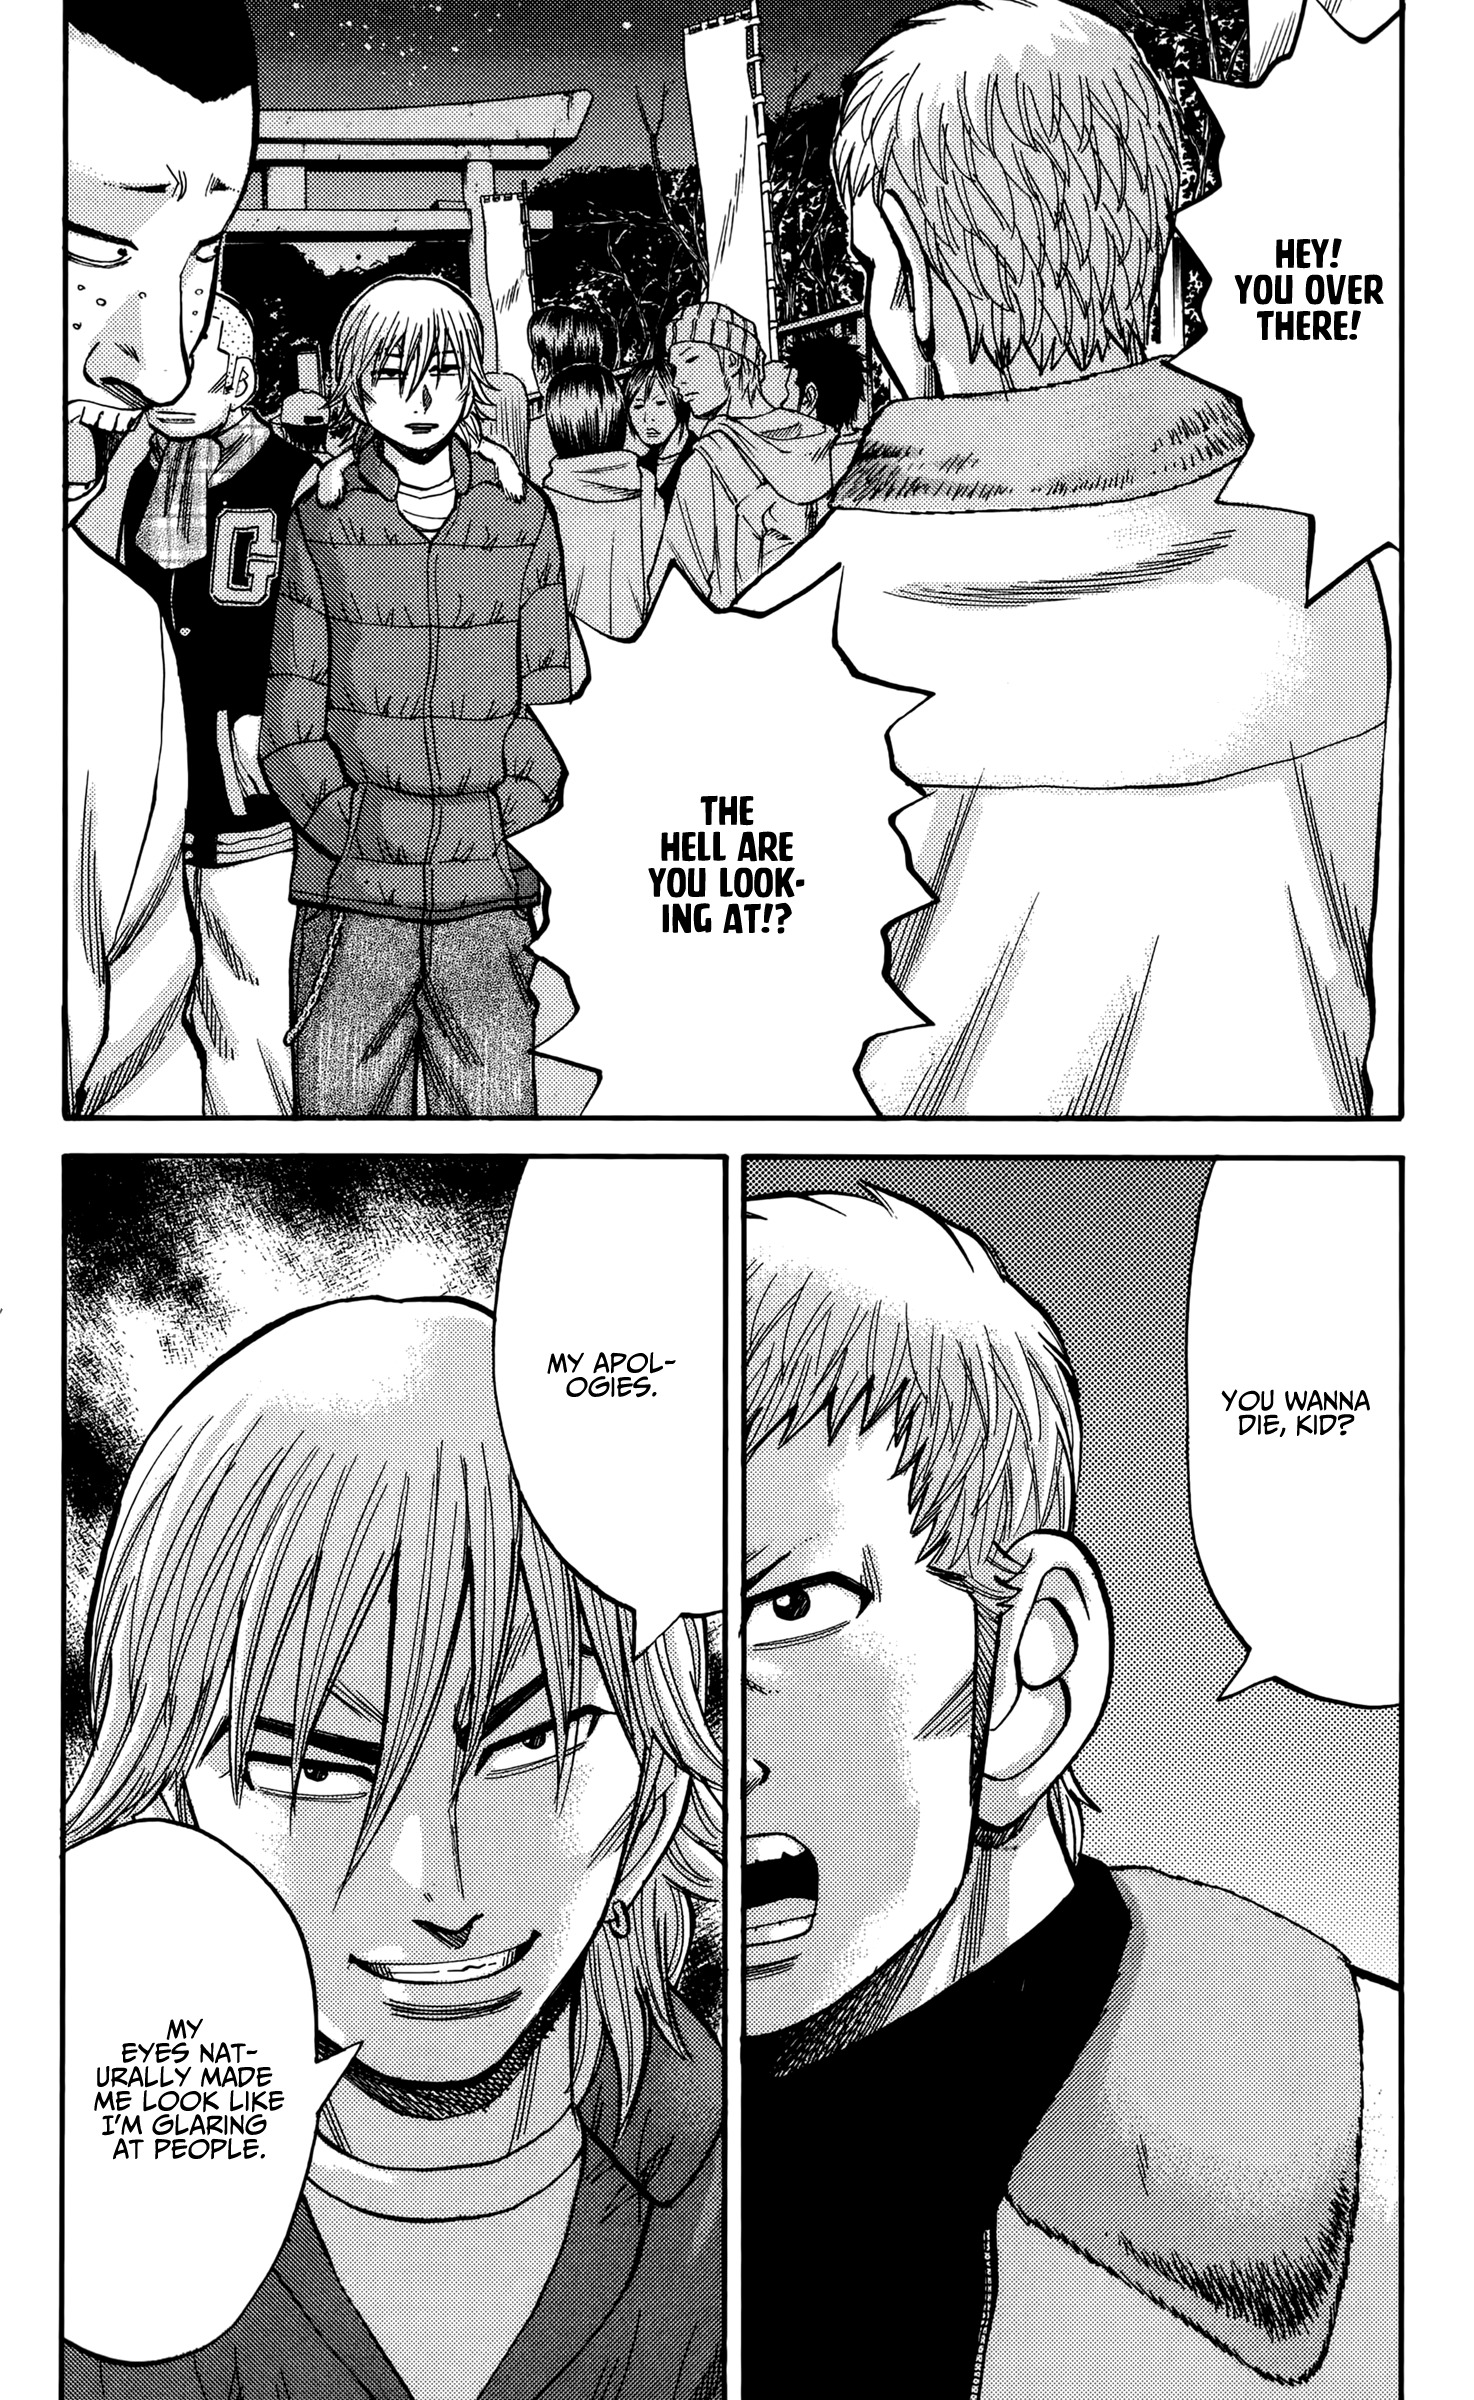 HEY!
YOU OVER
THERE!
THE
HELL ARE
YOU LOOK-
ING AT!?
G
YOU WANNA
DIE, KID?
MY APOL-
OGIES.
MY
EYES NAT-
URALLY MADE
ME LOOK LIKE
I'M GLARING
AT PEOPLE.